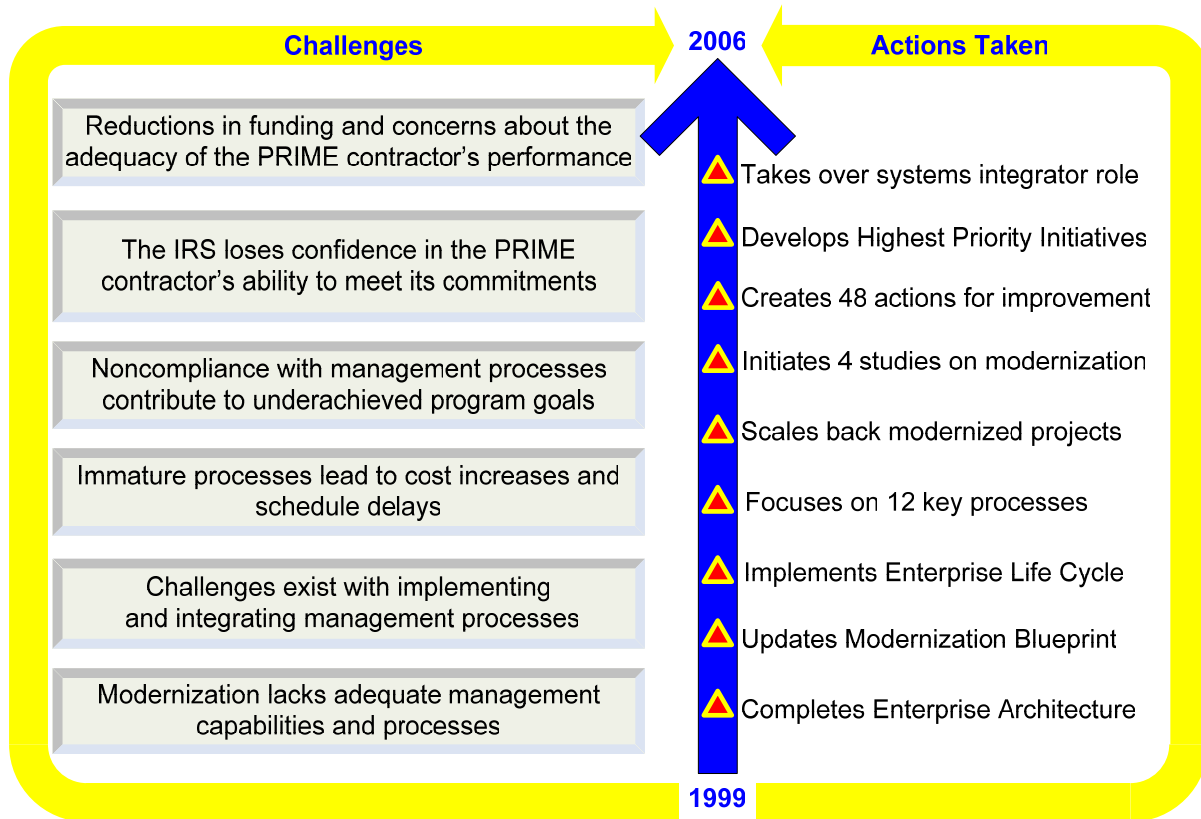 Challenges
2006
Actions Taken
Reductions in funding and concerns about the
adequacy of the PRIME contractor's performance
The IRS loses confidence in the PRIME
contractor's ability to meet its commitments
Noncompliance with management processes
contribute to underachieved program goals
Immature processes lead to cost increases and
schedule delays
Challenges exist with implementing
and integrating management processes
Modernization lacks adequate management
capabilities and processes
Takes over systems integrator role
Develops Highest Priority Initiatives
Creates 48 actions for improvement
Initiates 4 studies on modernization
Scales back modernized projects
Focuses on 12 key processes
Implements Enterprise Life Cycle
Updates Modernization Blueprint
Completes Enterprise Architecture
1999